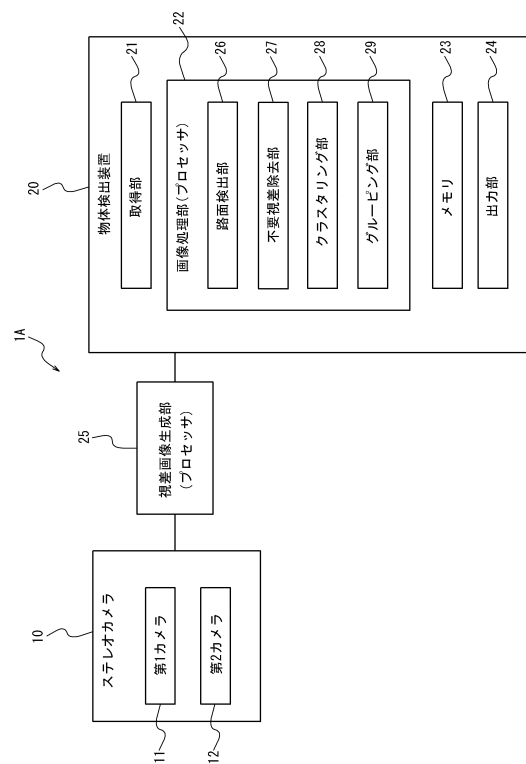 1A
10
ステレオカメラ
第1カメラ
11
第2カメラ
12
25
視差画像生成部
(プロセッサ)
20
物体検出装置
取得部
21
画像処理部(プロセッサ)
22
路面検出部
26
不要視差除去部
27
クラスタリング部
28
グルーピング部
29
メモリ
23
出力部
24